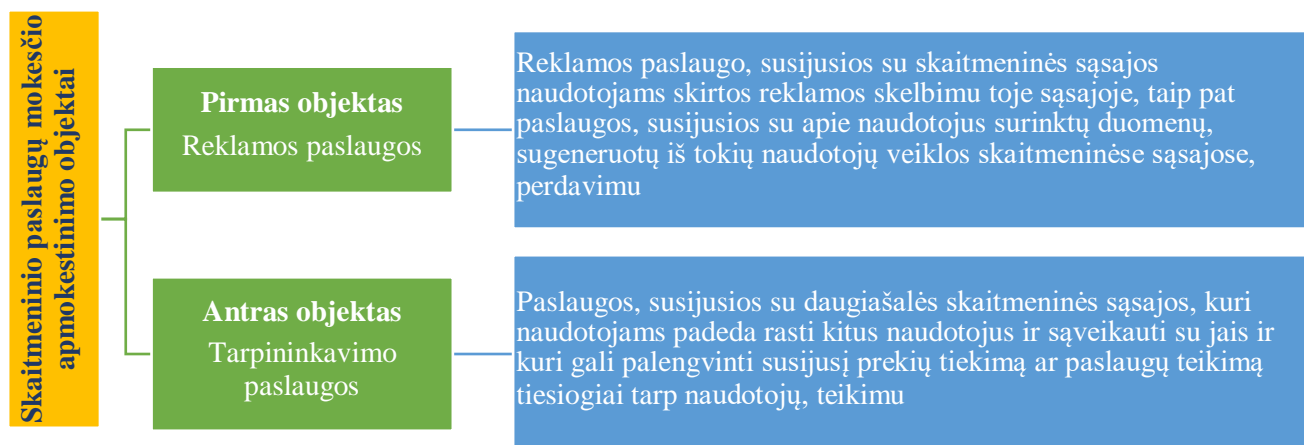 Skaitmeninio paslaugų mokesčio
apmokestinimo objektai
Pirmas objektas
Reklamos paslaugos
Reklamos paslaugo, susijusios su skaitmeninės sąsajos
naudotojams skirtos reklamos skelbimu toje sąsajoje, taip pat
paslaugos, susijusios su apie naudotojus surinktų duomenų,
sugeneruotų iš tokių naudotojų veiklos skaitmeninėse sąsajose,
perdavimu
Antras objektas
Tarpininkavimo
paslaugos
Paslaugos, susijusios su daugiašalės skaitmeninės sąsajos, kuri
naudotojams padeda rasti kitus naudotojus ir sąveikauti su jais ir
kuri gali palengvinti susijusį prekių tiekimą ar paslaugų teikimą
tiesiogiai tarp naudotojų, teikimu